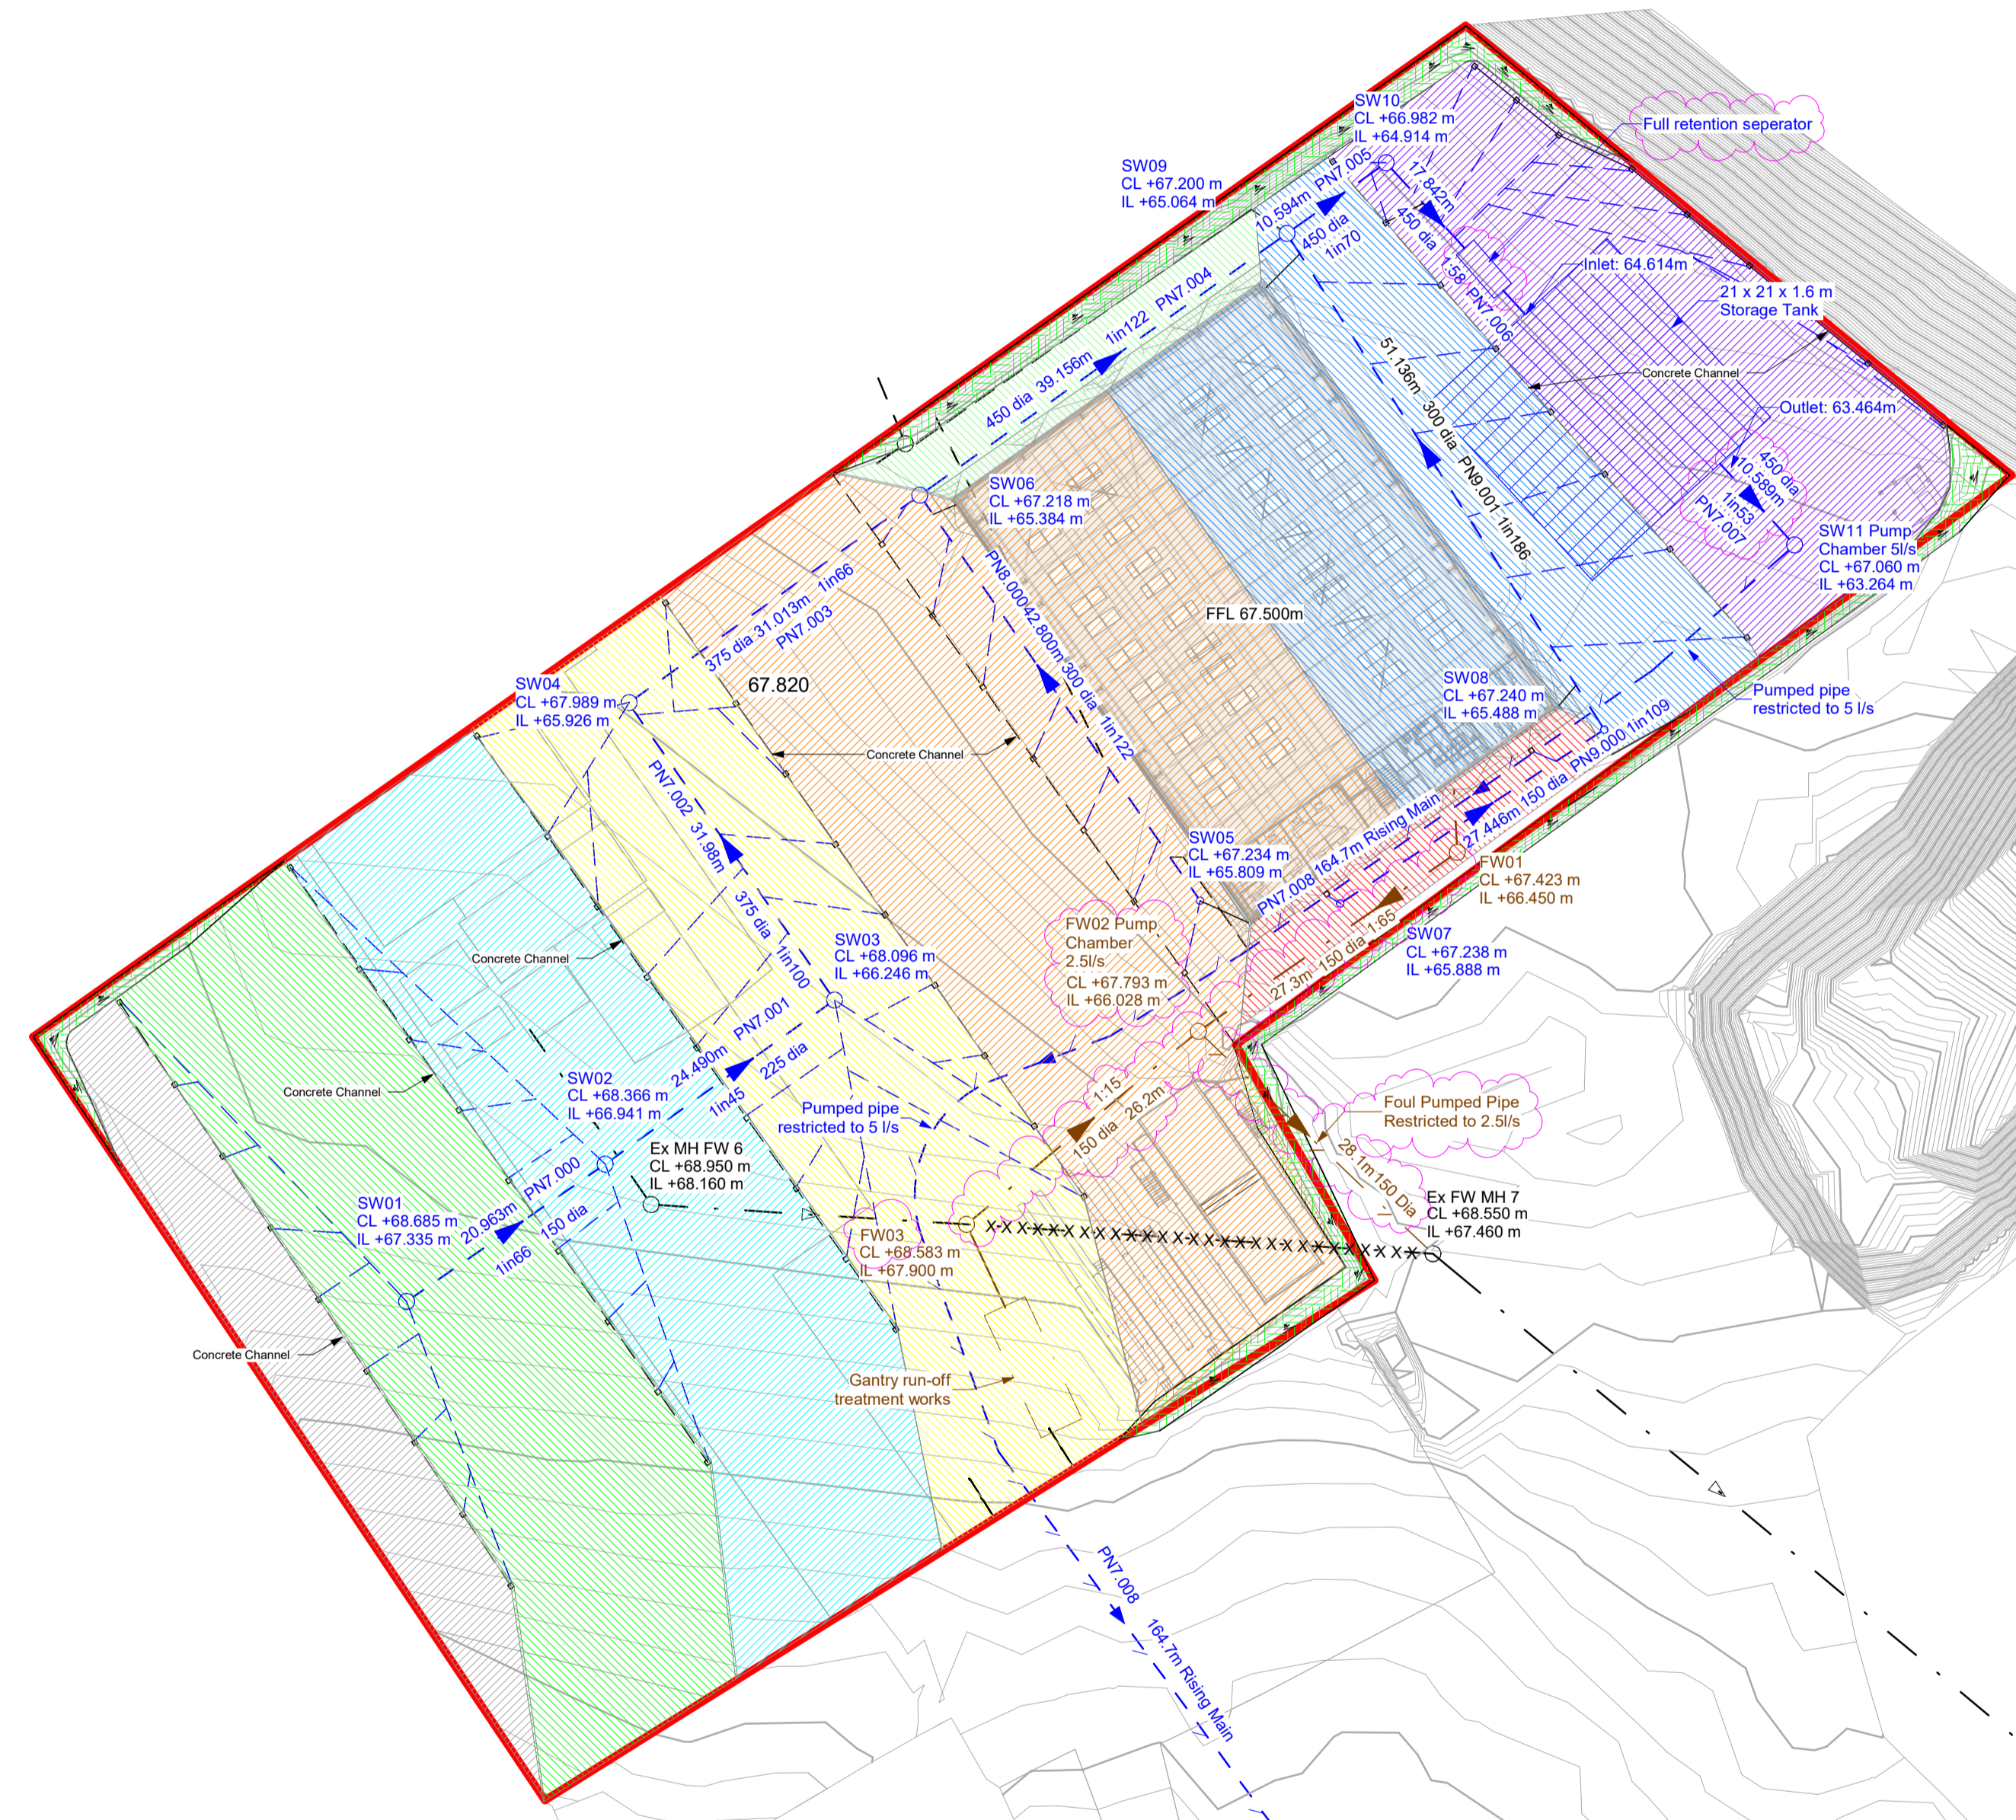 SW10
CL +66.982 m
IL +64.914 m
Full retention seperator
SW09
CL +67.200 m
IL +65.064 m
10.594m
PN7.005
450 dia
1in70
17.842m
450 dia
1:58
PN7.006
Inlet: 64.614m
21 x 21 x 1.6 m
Storage Tank
Concrete Channel
Outlet: 63.464m
450 dia
10.589m
1in53
PN7.007
SW11 Pump
Chamber 5l/s
CL +67.060 m
IL +63.264 m
450 dia
39.156m
1in122
PN7.004
51.136m
300 dia
PN9.001
1in186
SW06
CL +67.218 m
IL +65.384 m
PN8.000
42.800m
300 dia
1in122
FFL 67.500m
375 dia
31.013m
1in66
PN7.003
67.820
SW04
CL +67.989 m
IL +65.926 m
Concrete Channel
SW08
CL +67.240 m
IL +65.488 m
Pumped pipe
restricted to 5 l/s
PN7.002
31.98m
375 dia
1in100
PN7.008
164.7m Rising Main
27.446m
150 dia
PN9.000
1in109
SW05
CL +67.234 m
IL +65.809 m
FW01
CL +67.423 m
IL +66.450 m
FW02 Pump
Chamber
2.5l/s
CL +67.793 m
IL +66.028 m
27.3m
150 dia
1:65
SW07
CL +67.238 m
IL +65.888 m
SW03
CL +68.096 m
IL +66.246 m
Concrete Channel
24.490m
PN7.001
1in45
225 dia
Concrete Channel
SW02
CL +68.366 m
IL +66.941 m
Pumped pipe
restricted to 5 l/s
1:15
150 dia
26.2m
Foul Pumped Pipe
Restricted to 2.5l/s
28.1m
150 Dia
Ex MH FW 6
CL +68.950 m
IL +68.160 m
Ex FW MH 7
CL +68.550 m
IL +67.460 m
SW01
CL +68.685 m
IL +67.335 m
20.963m
PN7.000
1in66
150 dia
FW03
CL +68.583 m
IL +67.900 m
X-X-X-X-X-X-X-X-X-X-X-X-X-X-X-X-X-X
Concrete Channel
Gantry run-off
treatment works
PN7.008
164.7m Rising Main